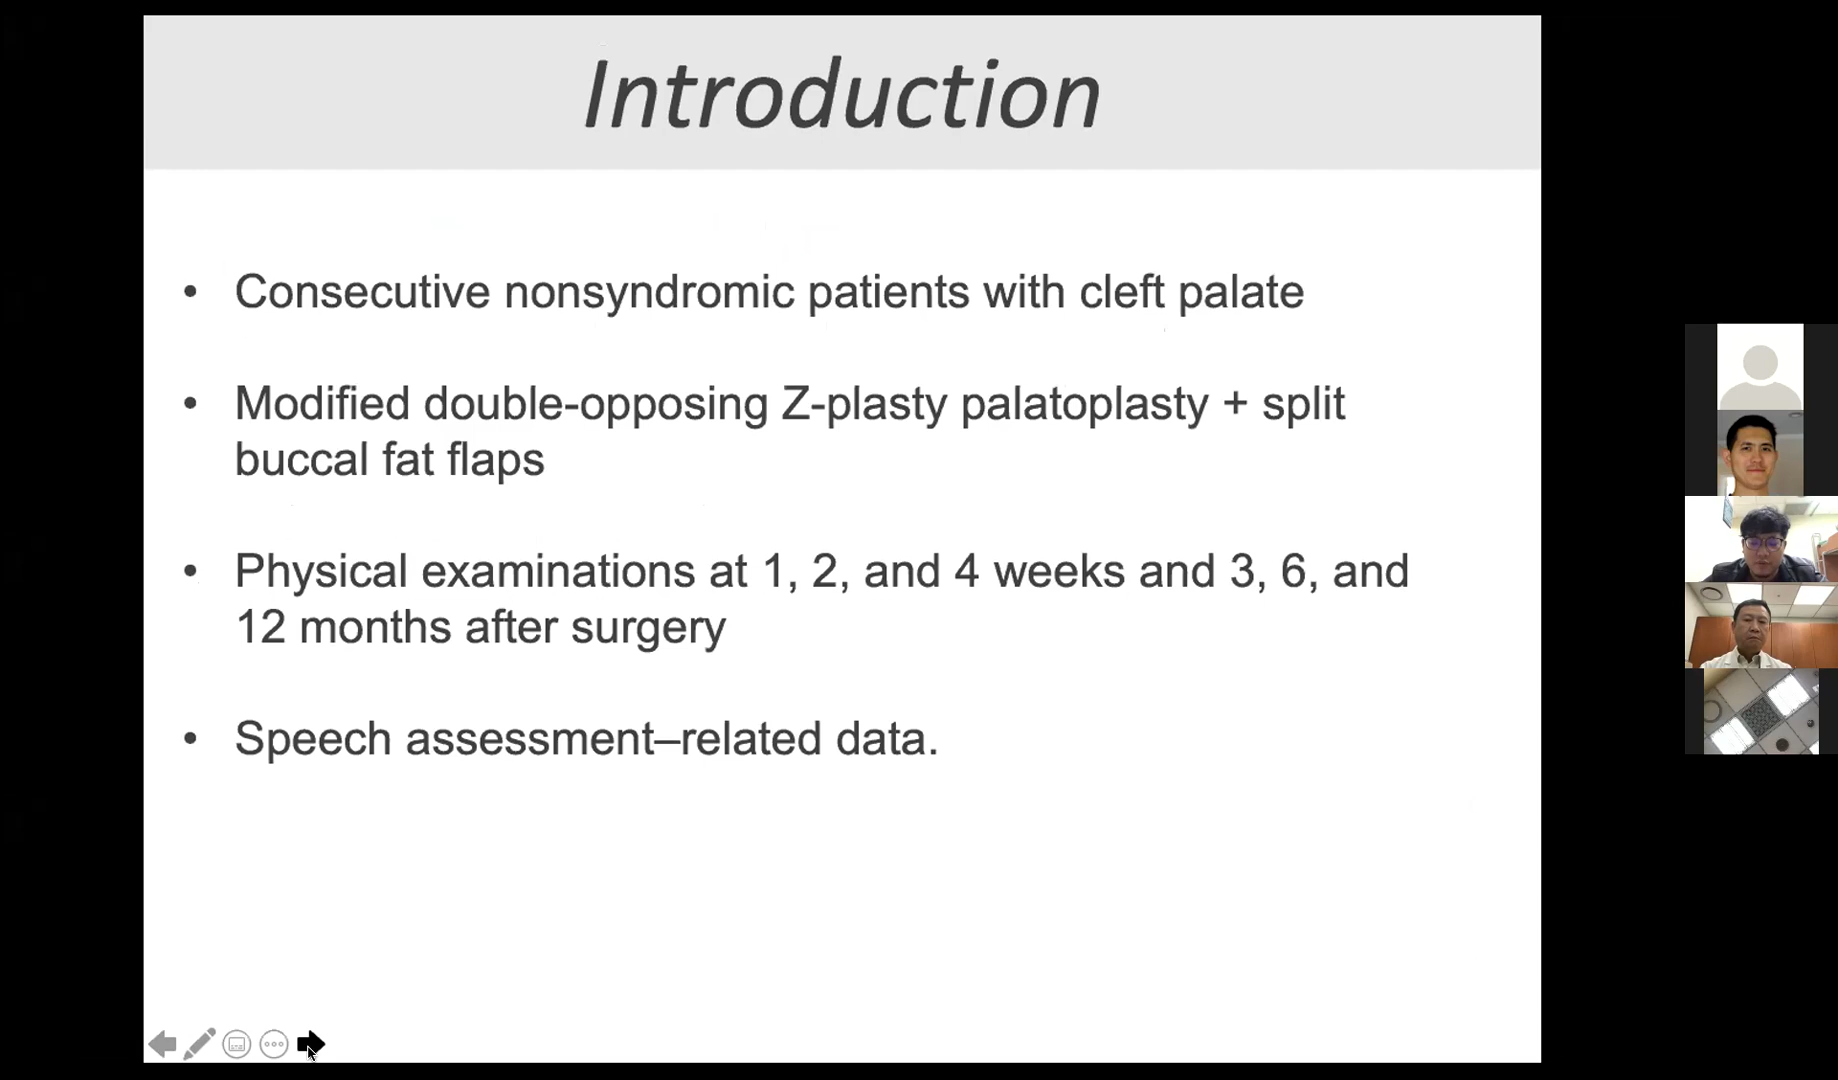 Introduction
• Consecutive nonsyndromic patients with cleft palate
• Modified double-opposing Z-plasty palatoplasty + split
buccal fat flaps
• Physical examinations at 1, 2, and 4 weeks and 3, 6, and
12 months after surgery
• Speech assessment–related data.